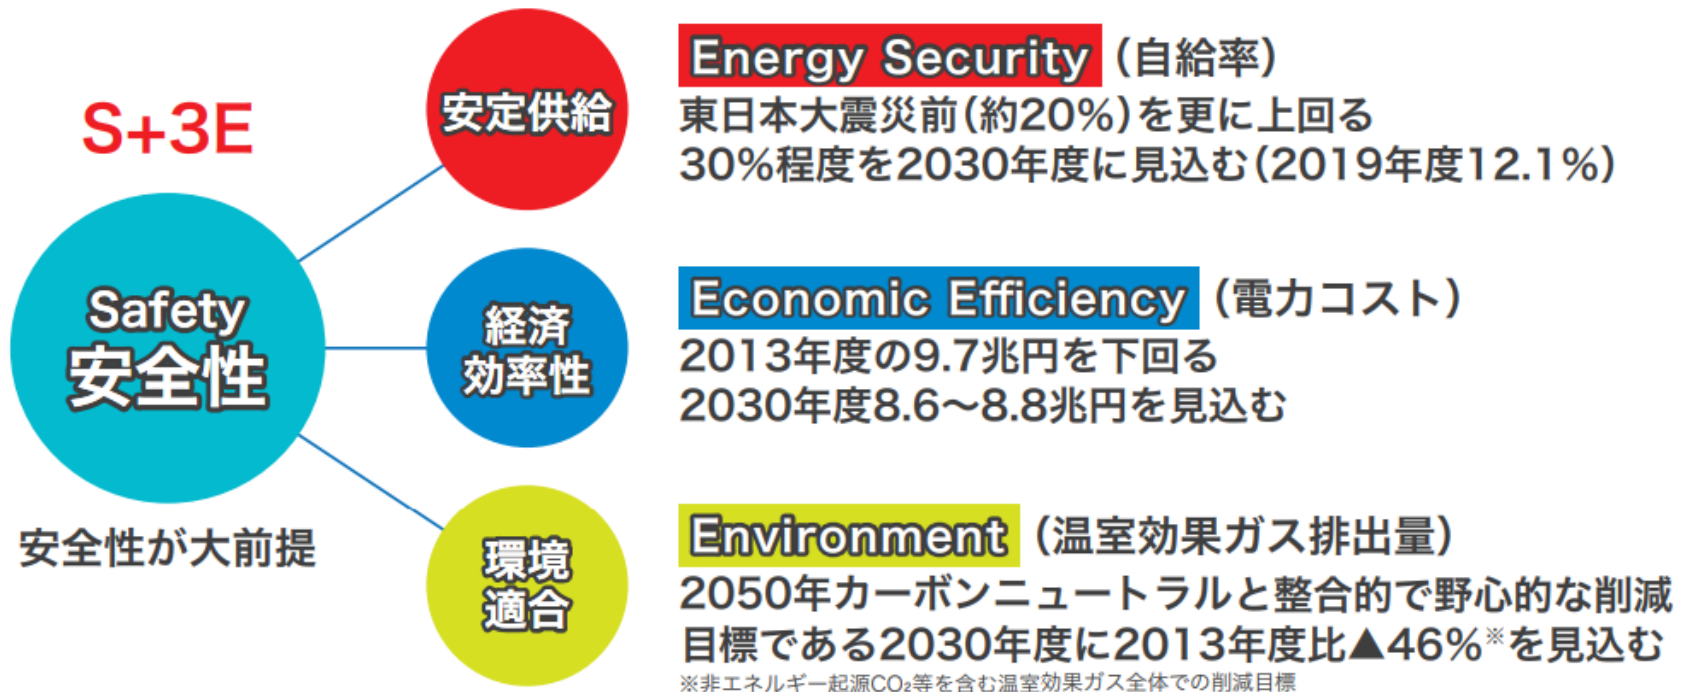 S+3E
Safety
安全性
安全性が大前提
安定供給
Energy Security（自給率）
東日本大震災前（約20%）を更に上回る
30%程度を2030年度に見込む（2019年度12.1%）
経済
効率性
Economic Efficiency（電力コスト）
2013年度の9.7兆円を下回る
2030年度8.6〜8.8兆円を見込む
環境
適合
Environment（温室効果ガス排出量）
2050年カーボンニュートラルと整合的で野心的な削減
目標である2030年度に2013年度比▲46%※を見込む
※非エネルギー起源CO₂等を含む温室効果ガス全体での削減目標